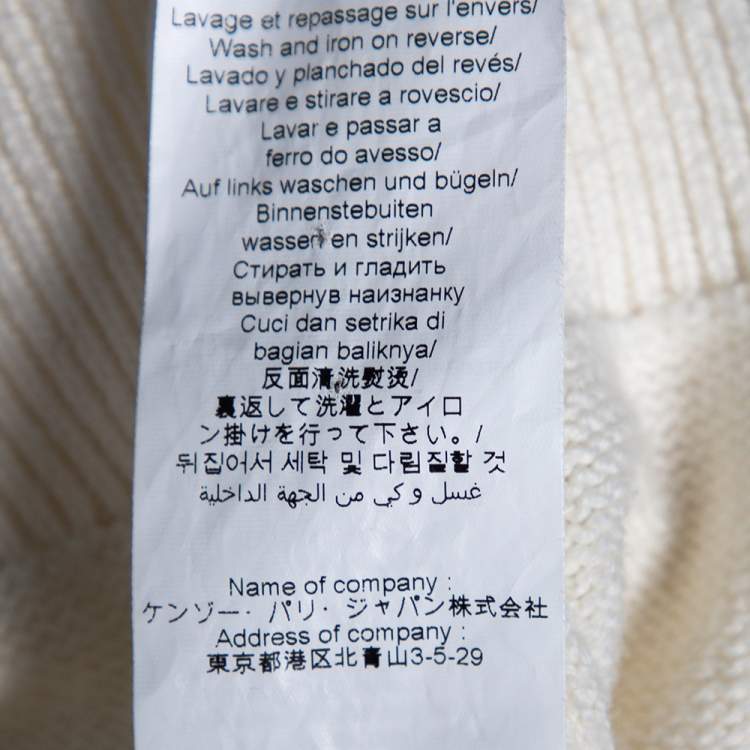 Lavage et repassage sur l'envers/
Wash and iron on reverse/
Lavado y planchado del revés/
Lavare e stirare a rovescio/
Lavar e passar a
ferro do avesso/
Auf links waschen und bügeln/
Binnenstebuiten
wassen en strijken/
Стирать и гладить
вывернув наизнанку
Cuci dan setrika di
bagian baliknya/
反面清洗熨烫/
裏返して洗濯とアイロ
ン掛けを行って下さい。/
뒤집어서 세탁 및 다림질할 것
غسل و كي من الجهة الداخلية
Name of company :
ケンゾー・パリ・ジャパン株式会社
Address of company :
東京都港区北青山3-5-29